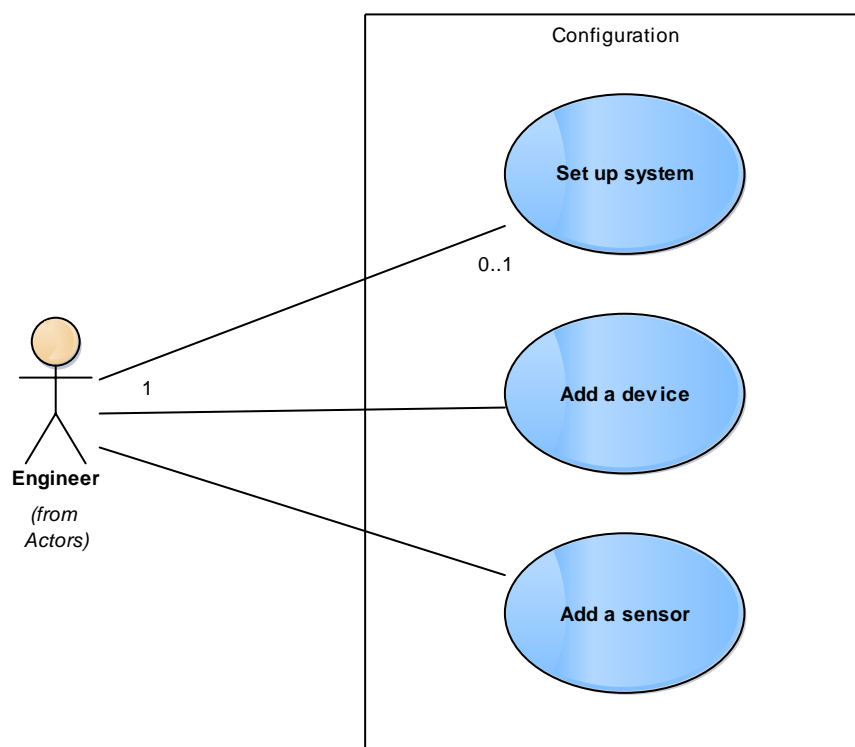 Configuration
Set up system
0..1
1
Add a device
Engineer
(from
Actors)
Add a sensor